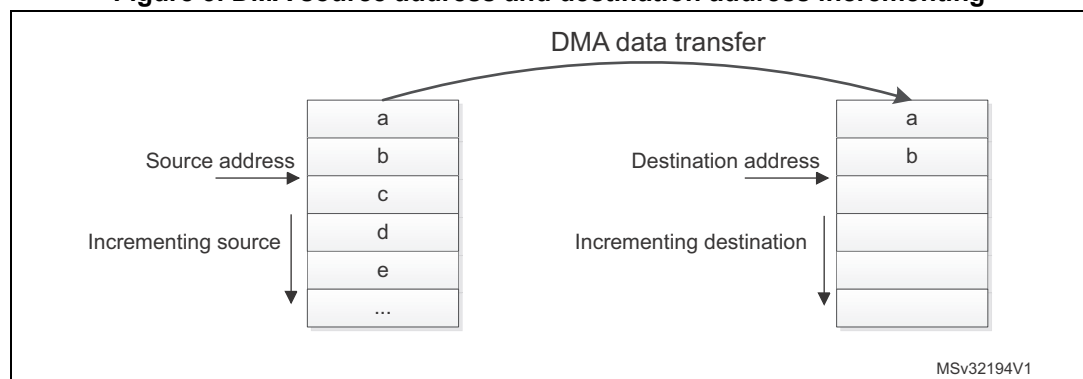 Figure DMA source address and destination address incrementing
DMA data transfer
a
a
Source address
b
Destination address
b
c
Incrementing source
d
Incrementing destination
e
...
MSv32194V1